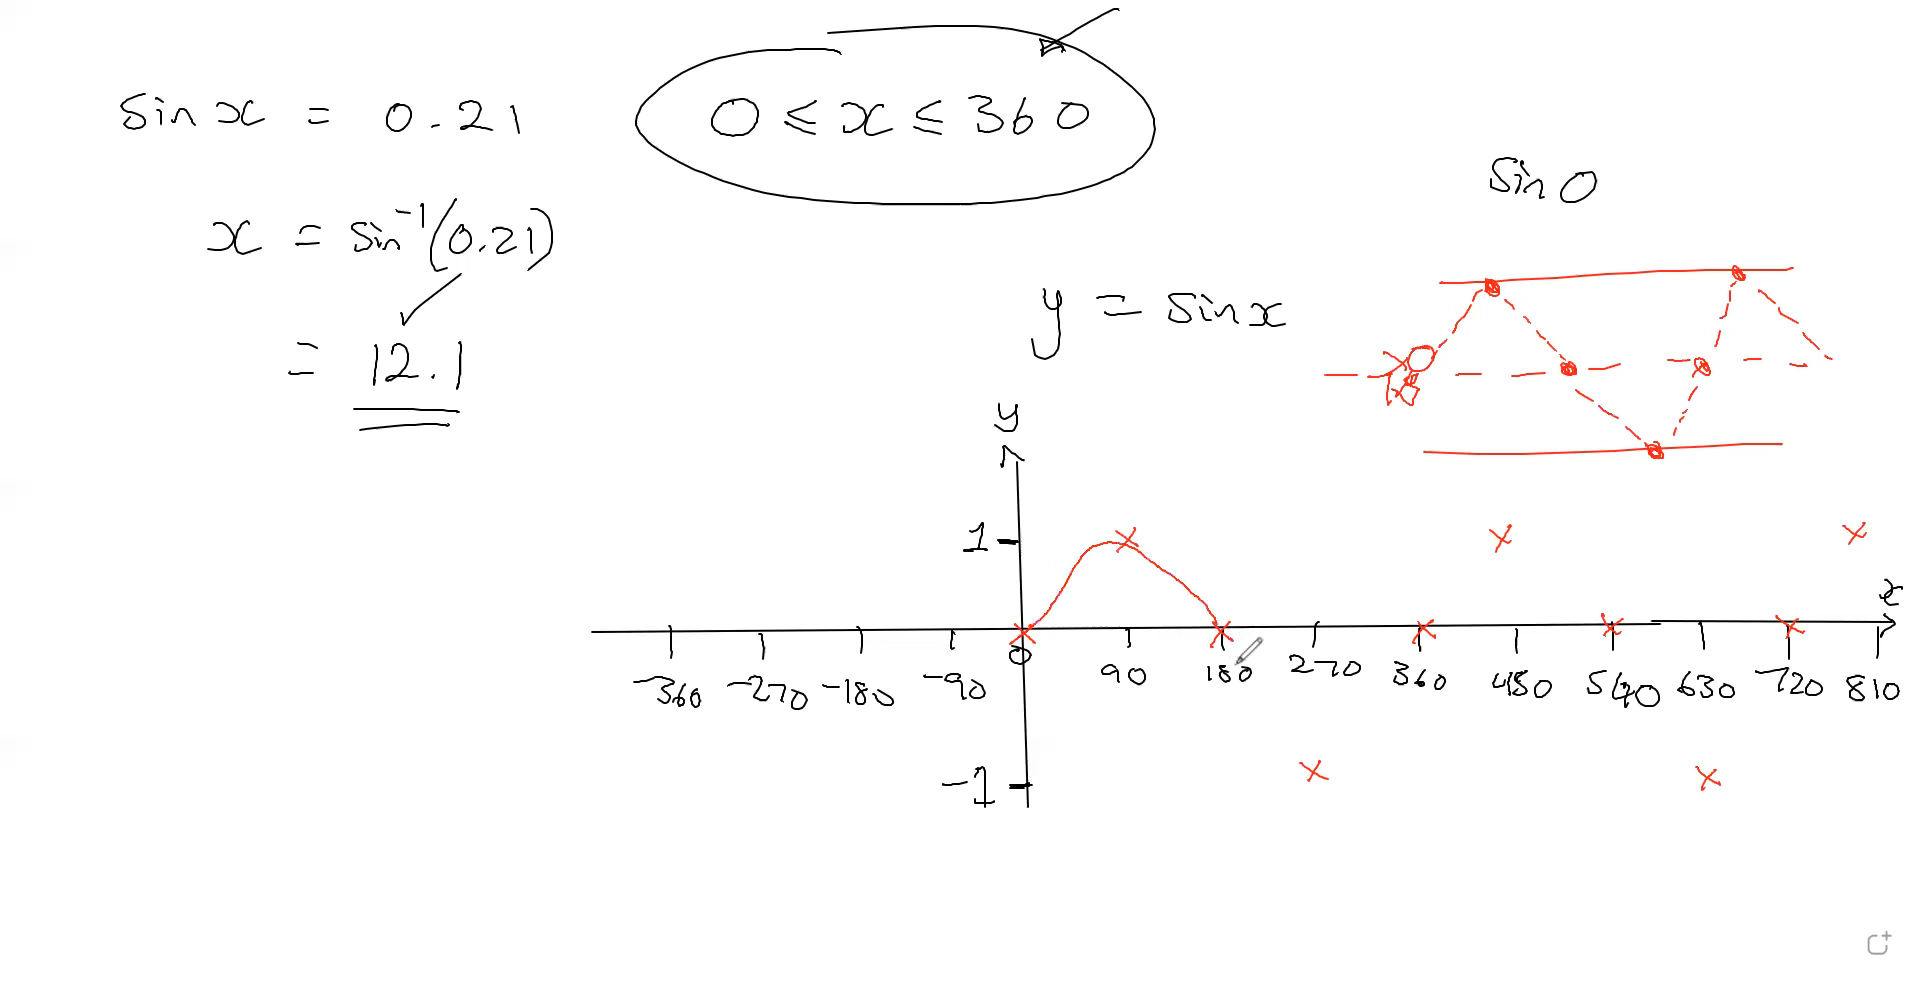 sin x = 0.21
0 ≤ x ≤ 360
x = sin⁻¹(0.21)
= 12.1
sin 0
y = sin x
y
1
x
0 90 180 270 360 450 540 630 720 810
-360 -270 -180 -90
-1